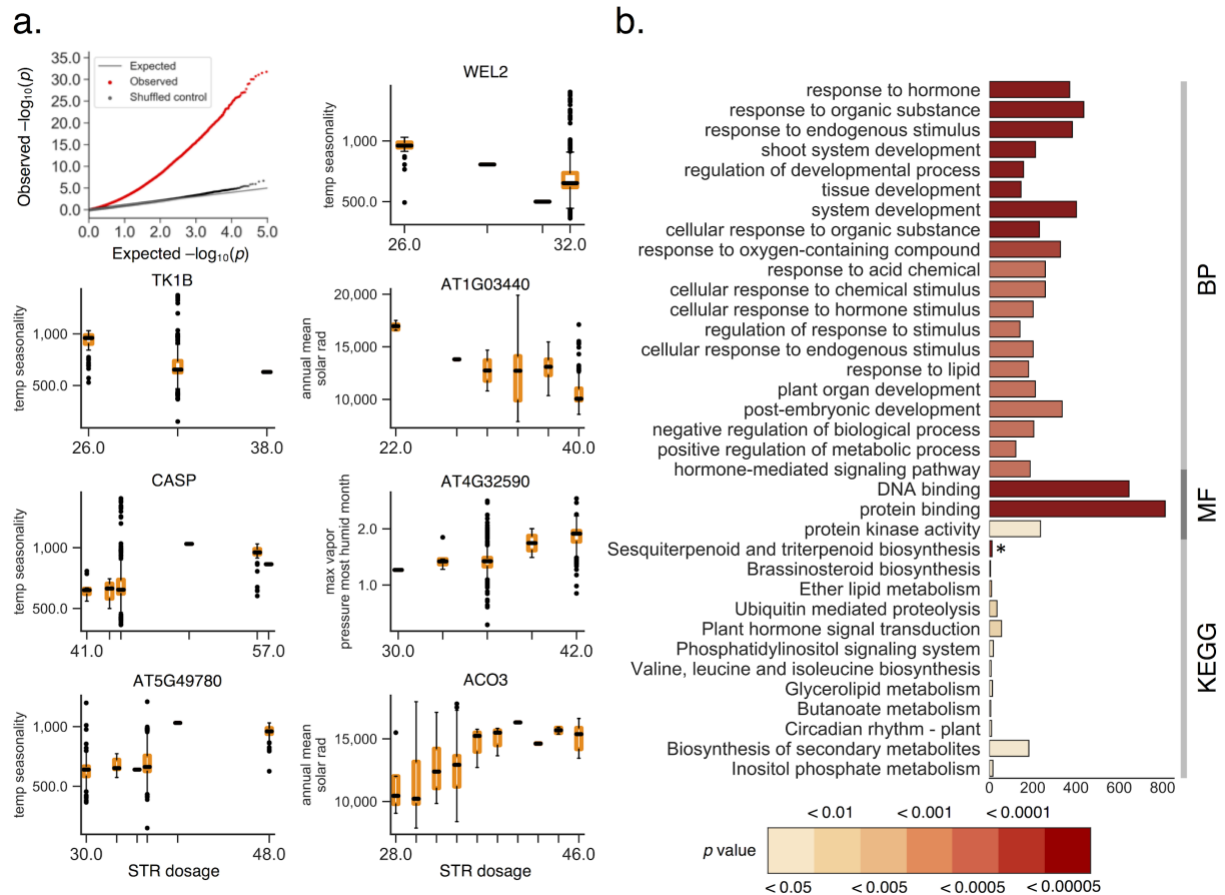 a.
35.0
30.0
25.0
20.0
15.0
10.0
5.0
0.0
Observed –log10(p)
Expected
Observed
Shuffled control
0.0 1.0 2.0 3.0 4.0 5.0
Expected –log10(p)
WEL2
temp seasonality
1,000
500.0
26.0 32.0
TK1B
temp seasonality
1,000
500.0
26.0 38.0
AT1G03440
annual mean
solar rad
20,000
15,000
10,000
22.0 40.0
CASP
temp seasonality
1,000
500.0
41.0 57.0
AT4G32590
max vapor
pressure most humid month
2.0
1.0
30.0 42.0
AT5G49780
temp seasonality
1,000
500.0
30.0 48.0
STR dosage
ACO3
annual mean
solar rad
15,000
10,000
28.0 46.0
STR dosage
b.
response to hormone
response to organic substance
response to endogenous stimulus
shoot system development
regulation of developmental process
tissue development
system development
cellular response to organic substance
response to oxygen-containing compound
response to acid chemical
cellular response to chemical stimulus
cellular response to hormone stimulus
regulation of response to stimulus
cellular response to endogenous stimulus
response to lipid
plant organ development
post-embryonic development
negative regulation of biological process
positive regulation of metabolic process
hormone-mediated signaling pathway
BP
DNA binding
protein binding
protein kinase activity
MF
Sesquiterpenoid and triterpenoid biosynthesis *
Brassinosteroid biosynthesis
Ether lipid metabolism
Ubiquitin mediated proteolysis
Plant hormone signal transduction
Phosphatidylinositol signaling system
Valine, leucine and isoleucine biosynthesis
Glycerolipid metabolism
Butanoate metabolism
Circadian rhythm - plant
Biosynthesis of secondary metabolites
Inositol phosphate metabolism
KEGG
0 200 400 600 800
< 0.01 < 0.001 < 0.0001
p value
< 0.05 < 0.005 < 0.0005 < 0.00005